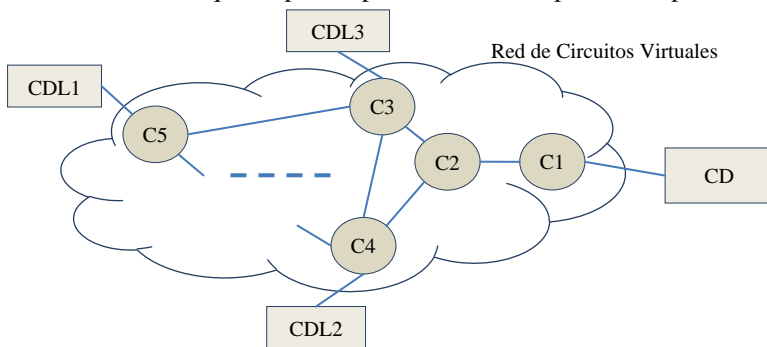 CDL3
Red de Circuitos Virtuales
CDL1
C3
C5
C2
C1
CD
C4
CDL2